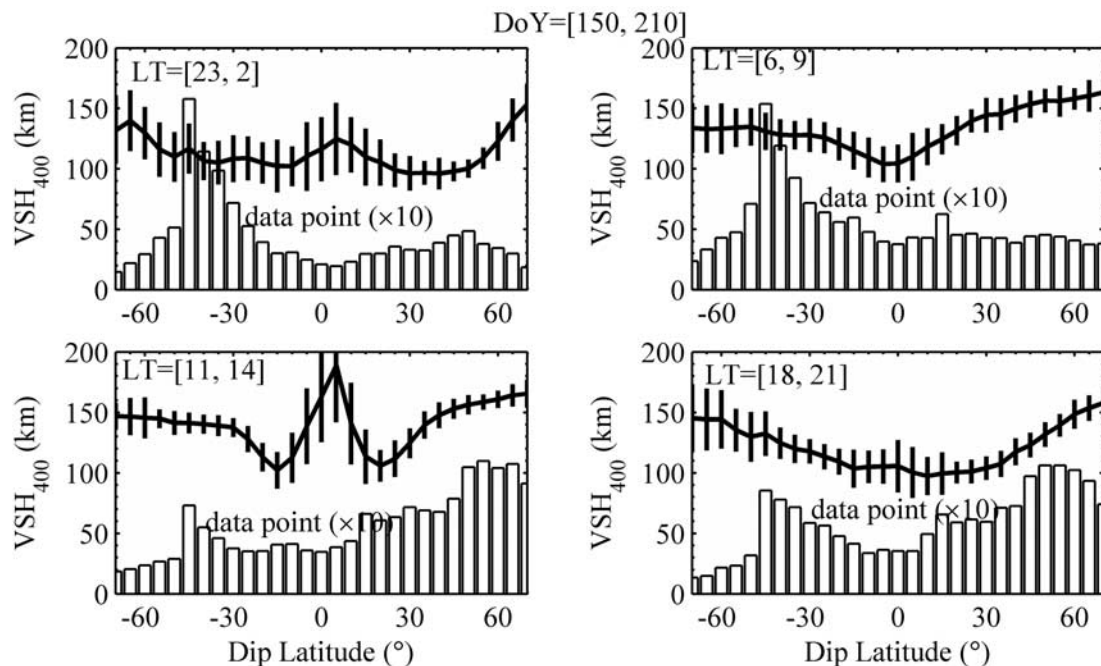 DoY=[150, 210]
200
150
100
50
0
VSH400 (km)
LT=[23, 2]
data point (×10)
-60
-30
0
30
60
200
150
100
50
0
VSH400 (km)
LT=[6, 9]
data point (×10)
-60
-30
0
30
60
200
150
100
50
0
VSH400 (km)
LT=[11, 14]
data point (×10)
-60
-30
0
30
60
Dip Latitude (°)
200
150
100
50
0
VSH400 (km)
LT=[18, 21]
data point (×10)
-60
-30
0
30
60
Dip Latitude (°)